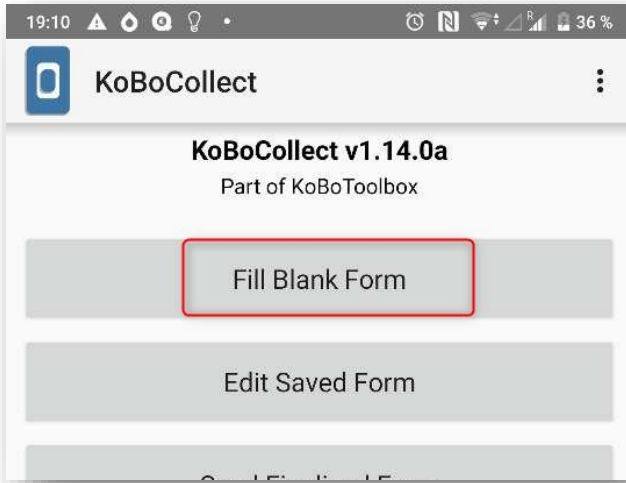 19:10 R 36 %
KoBoCollect
KoBoCollect v1.14.0a
Part of KoBoToolbox
Fill Blank Form
Edit Saved Form